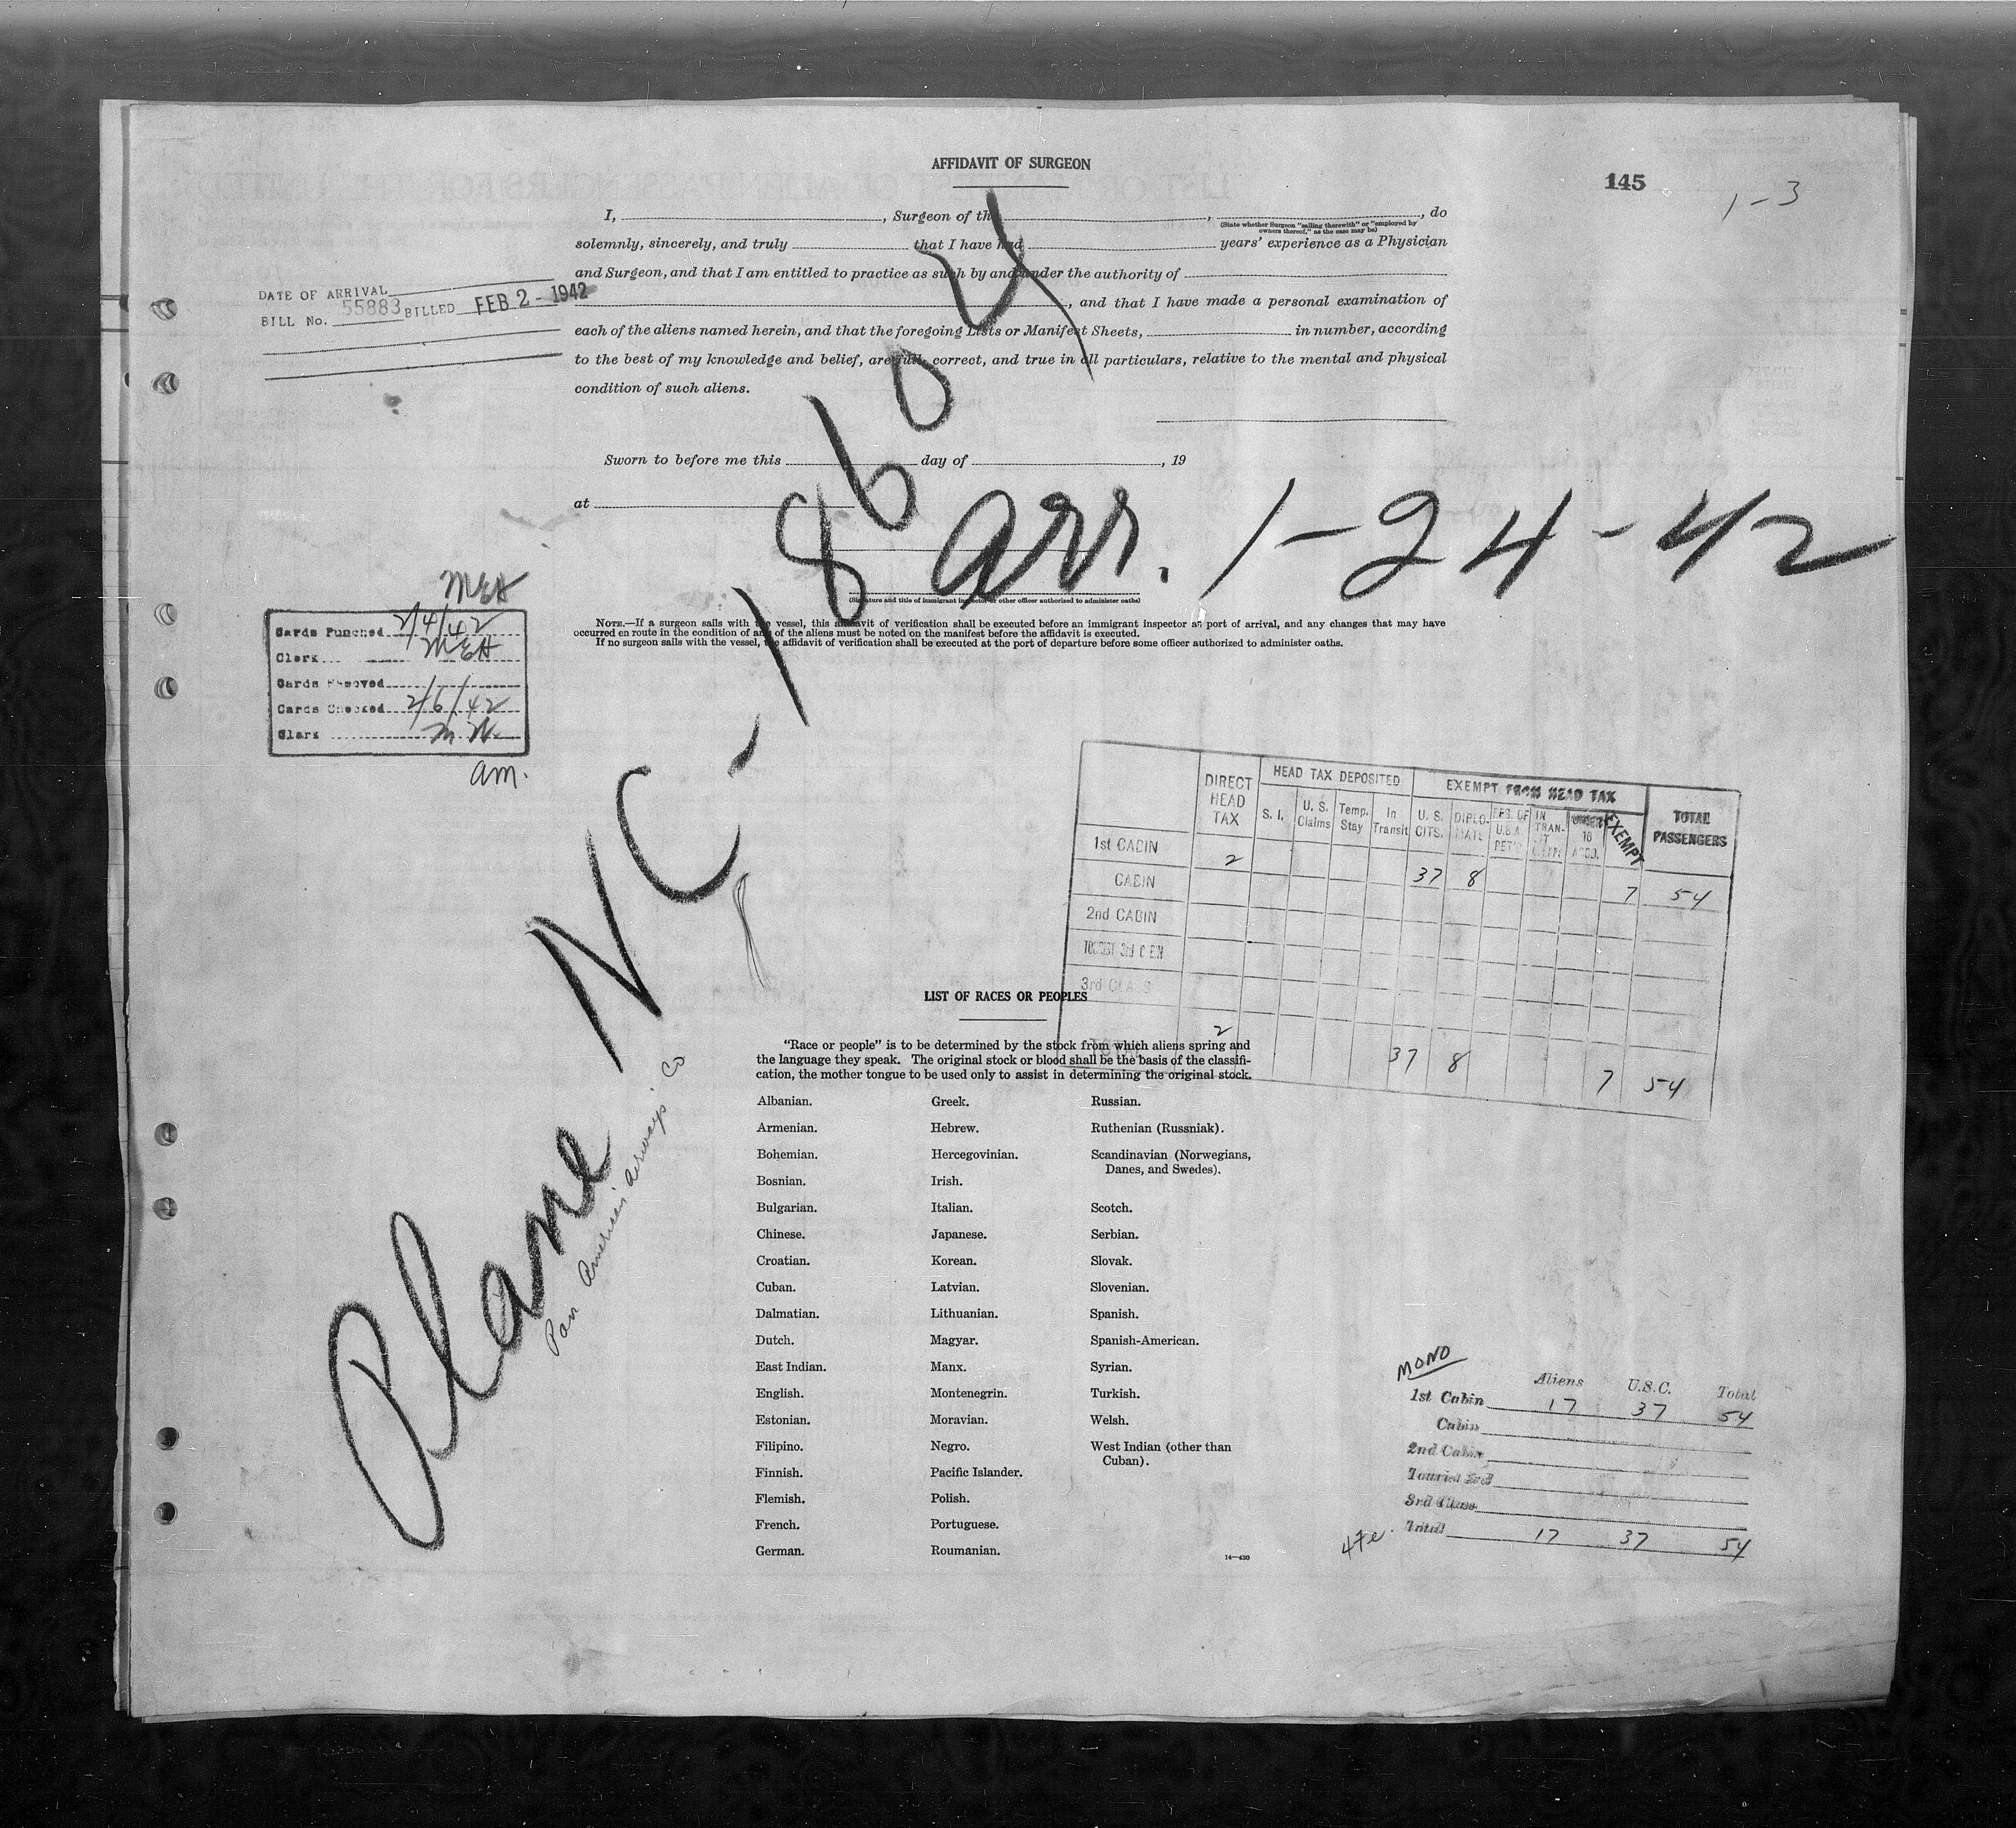 AFFIDAVIT OF SURGEON
145
1-3
I, , Surgeon of the , , do
(State whether Surgeon "sailing therewith" or "employed by
owners thereof," as the case may be)
solemnly, sincerely, and truly that I have had years' experience as a Physician
and Surgeon, and that I am entitled to practice as such by and under the authority of
, and that I have made a personal examination of
each of the aliens named herein, and that the foregoing Lists or Manifest Sheets, in number, according
to the best of my knowledge and belief, are full, correct, and true in all particulars, relative to the mental and physical
condition of such aliens.
DATE OF ARRIVAL
BILL No. 55883 BILLED FEB 2 - 1942
Sworn to before me this day of , 19
at
arr. 1-24-42
(Signature and title of immigrant inspector or other officer authorized to administer oaths)
NOTE.—If a surgeon sails with the vessel, this affidavit of verification shall be executed before an immigrant inspector at port of arrival, and any changes that may have
occurred en route in the condition of any of the aliens must be noted on the manifest before the affidavit is executed.
If no surgeon sails with the vessel, the affidavit of verification shall be executed at the port of departure before some officer authorized to administer oaths.
MEH
Cards Punched 2/4/42
Clerk MEH
Cards Removed
Cards Checked 2/6/42
Clerk
am.
Plane NC-18604
Pan American Airways Co
HEAD TAX DEPOSITED
EXEMPT FROM HEAD TAX
DIRECT HEAD TAX
S. I.
U. S. Claims
Temp. Stay
In Transit
U. S. CITS.
DIPLOMATS
RES. OF U.S.A. RET'G
IN TRANSIT
UNDER 16 ACCO.
EXEMPT
TOTAL PASSENGERS
1st CABIN 2 37 8 7 54
CABIN
2nd CABIN
TOURIST 3rd CABIN
3rd CLASS
TOTAL 2 37 8 7 54
LIST OF RACES OR PEOPLES
"Race or people" is to be determined by the stock from which aliens spring and
the language they speak. The original stock or blood shall be the basis of the classifi-
cation, the mother tongue to be used only to assist in determining the original stock.
Albanian.
Armenian.
Bohemian.
Bosnian.
Bulgarian.
Chinese.
Croatian.
Cuban.
Dalmatian.
Dutch.
East Indian.
English.
Estonian.
Filipino.
Finnish.
Flemish.
French.
German.
Greek.
Hebrew.
Hercegovinian.
Irish.
Italian.
Japanese.
Korean.
Latvian.
Lithuanian.
Magyar.
Manx.
Montenegrin.
Moravian.
Negro.
Pacific Islander.
Polish.
Portuguese.
Roumanian.
Russian.
Ruthenian (Russniak).
Scandinavian (Norwegians,
Danes, and Swedes).
Scotch.
Serbian.
Slovak.
Slovenian.
Spanish.
Spanish-American.
Syrian.
Turkish.
Welsh.
West Indian (other than
Cuban).
14—430
MONO
Aliens U.S.C. Total
1st Cabin 17 37 54
Cabin
2nd Cabin
Tourist 3rd
3rd Class
Total 17 37 54